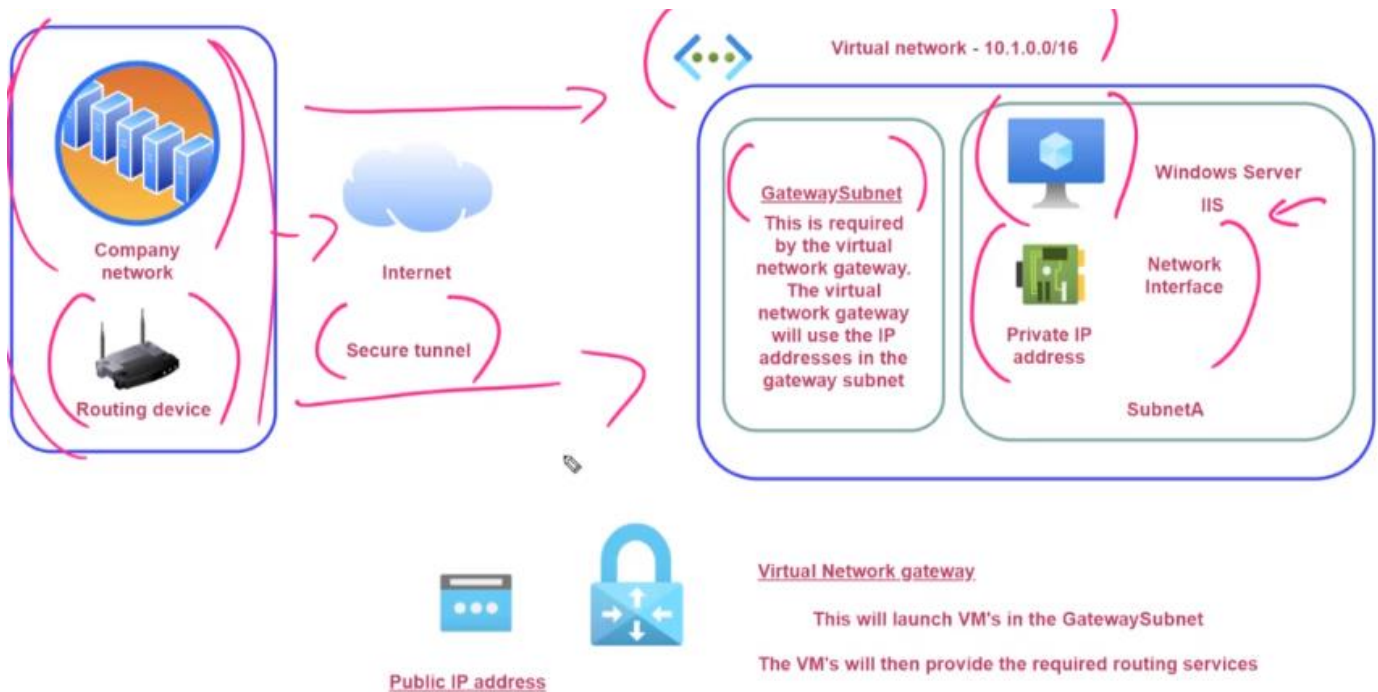 Virtual network - 10.1.0.0/16
Company
network
Routing device
Internet
Secure tunnel
GatewaySubnet
This is required
by the virtual
network gateway.
The virtual
network gateway
will use the IP
addresses in the
gateway subnet
Windows Server
IIS
Network
Interface
Private IP
address
SubnetA
Public IP address
Virtual Network gateway
This will launch VM's in the GatewaySubnet
The VM's will then provide the required routing services